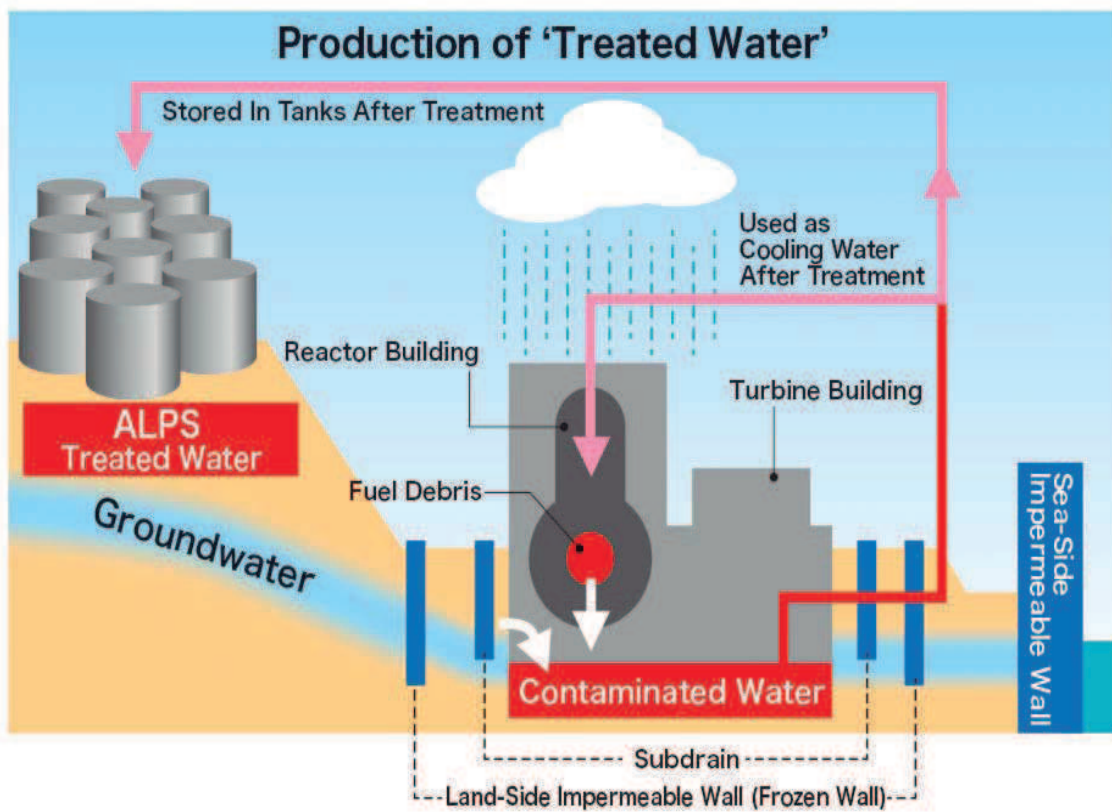 Production of ‘Treated Water’
Stored In Tanks After Treatment
Used as
Cooling Water
After Treatment
Reactor Building
Turbine Building
ALPS
Treated Water
Fuel Debris
Groundwater
Sea-Side
Impermeable Wall
Contaminated Water
Subdrain
Land-Side Impermeable Wall (Frozen Wall)